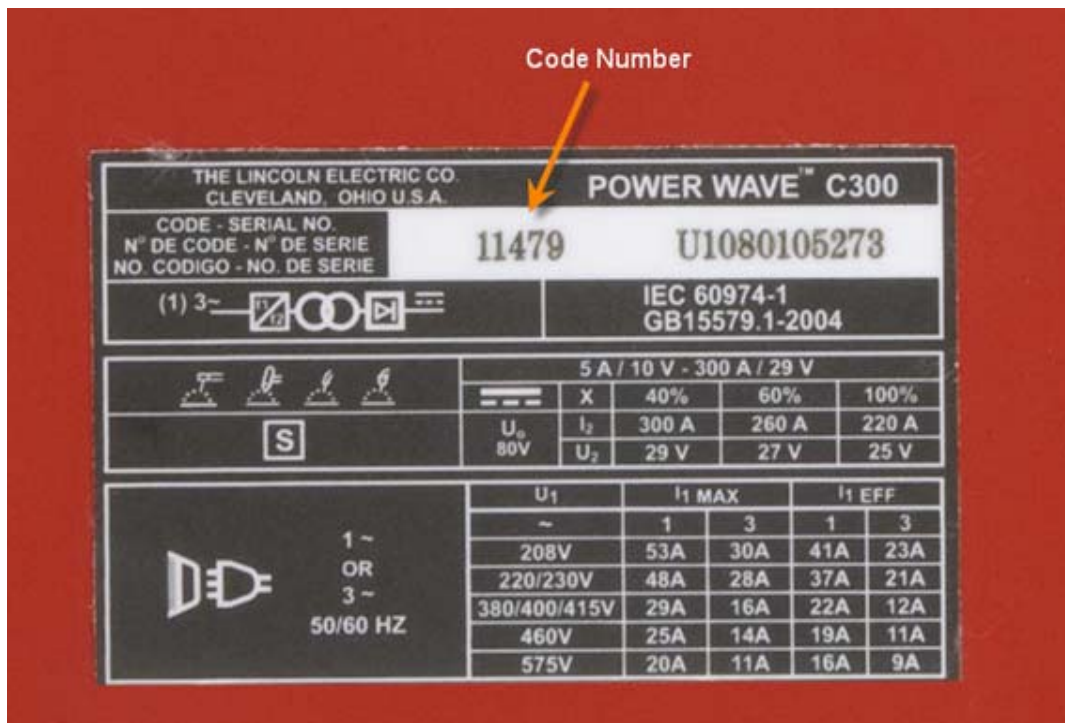 Code Number
THE LINCOLN ELECTRIC CO.
CLEVELAND, OHIO U.S.A.
POWER WAVE™ C300
CODE - SERIAL NO.
N° DE CODE - N° DE SERIE
NO. CODIGO - NO. DE SERIE
11479 U1080105273
(1) 3~ f1 f2
IEC 60974-1
GB15579.1-2004
5 A / 10 V - 300 A / 29 V
X 40% 60% 100%
S
U₀ 80V
I₂ 300 A 260 A 220 A
U₂ 29 V 27 V 25 V
1 ~
OR
3 ~
50/60 HZ
U₁ I₁ MAX I₁ EFF
~ 1 3 1 3
208V 53A 30A 41A 23A
220/230V 48A 28A 37A 21A
380/400/415V 29A 16A 22A 12A
460V 25A 14A 19A 11A
575V 20A 11A 16A 9A